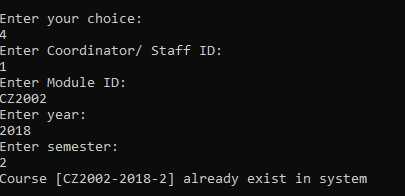 Enter your choice:
4
Enter Coordinator/ Staff ID:
1
Enter Module ID:
CZ2002
Enter year:
2018
Enter semester:
2
Course [CZ2002-2018-2] already exist in system